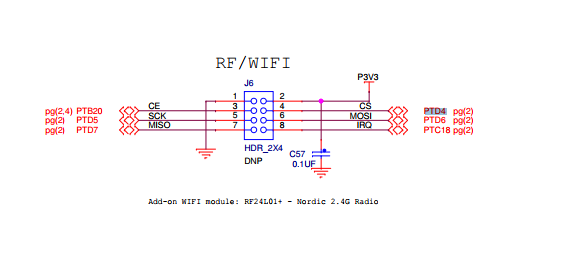 RF/WIFI
J6
P3V3
1 2
pg(2,4) PTB20 CE 3 4 CS PTD4 pg(2)
pg(2) PTD5 SCK 5 6 MOSI PTD6 pg(2)
pg(2) PTD7 MISO 7 8 IRQ PTC18 pg(2)
HDR_2X4
DNP
C57
0.1UF
Add-on WIFI module: RF24L01+ - Nordic 2.4G Radio